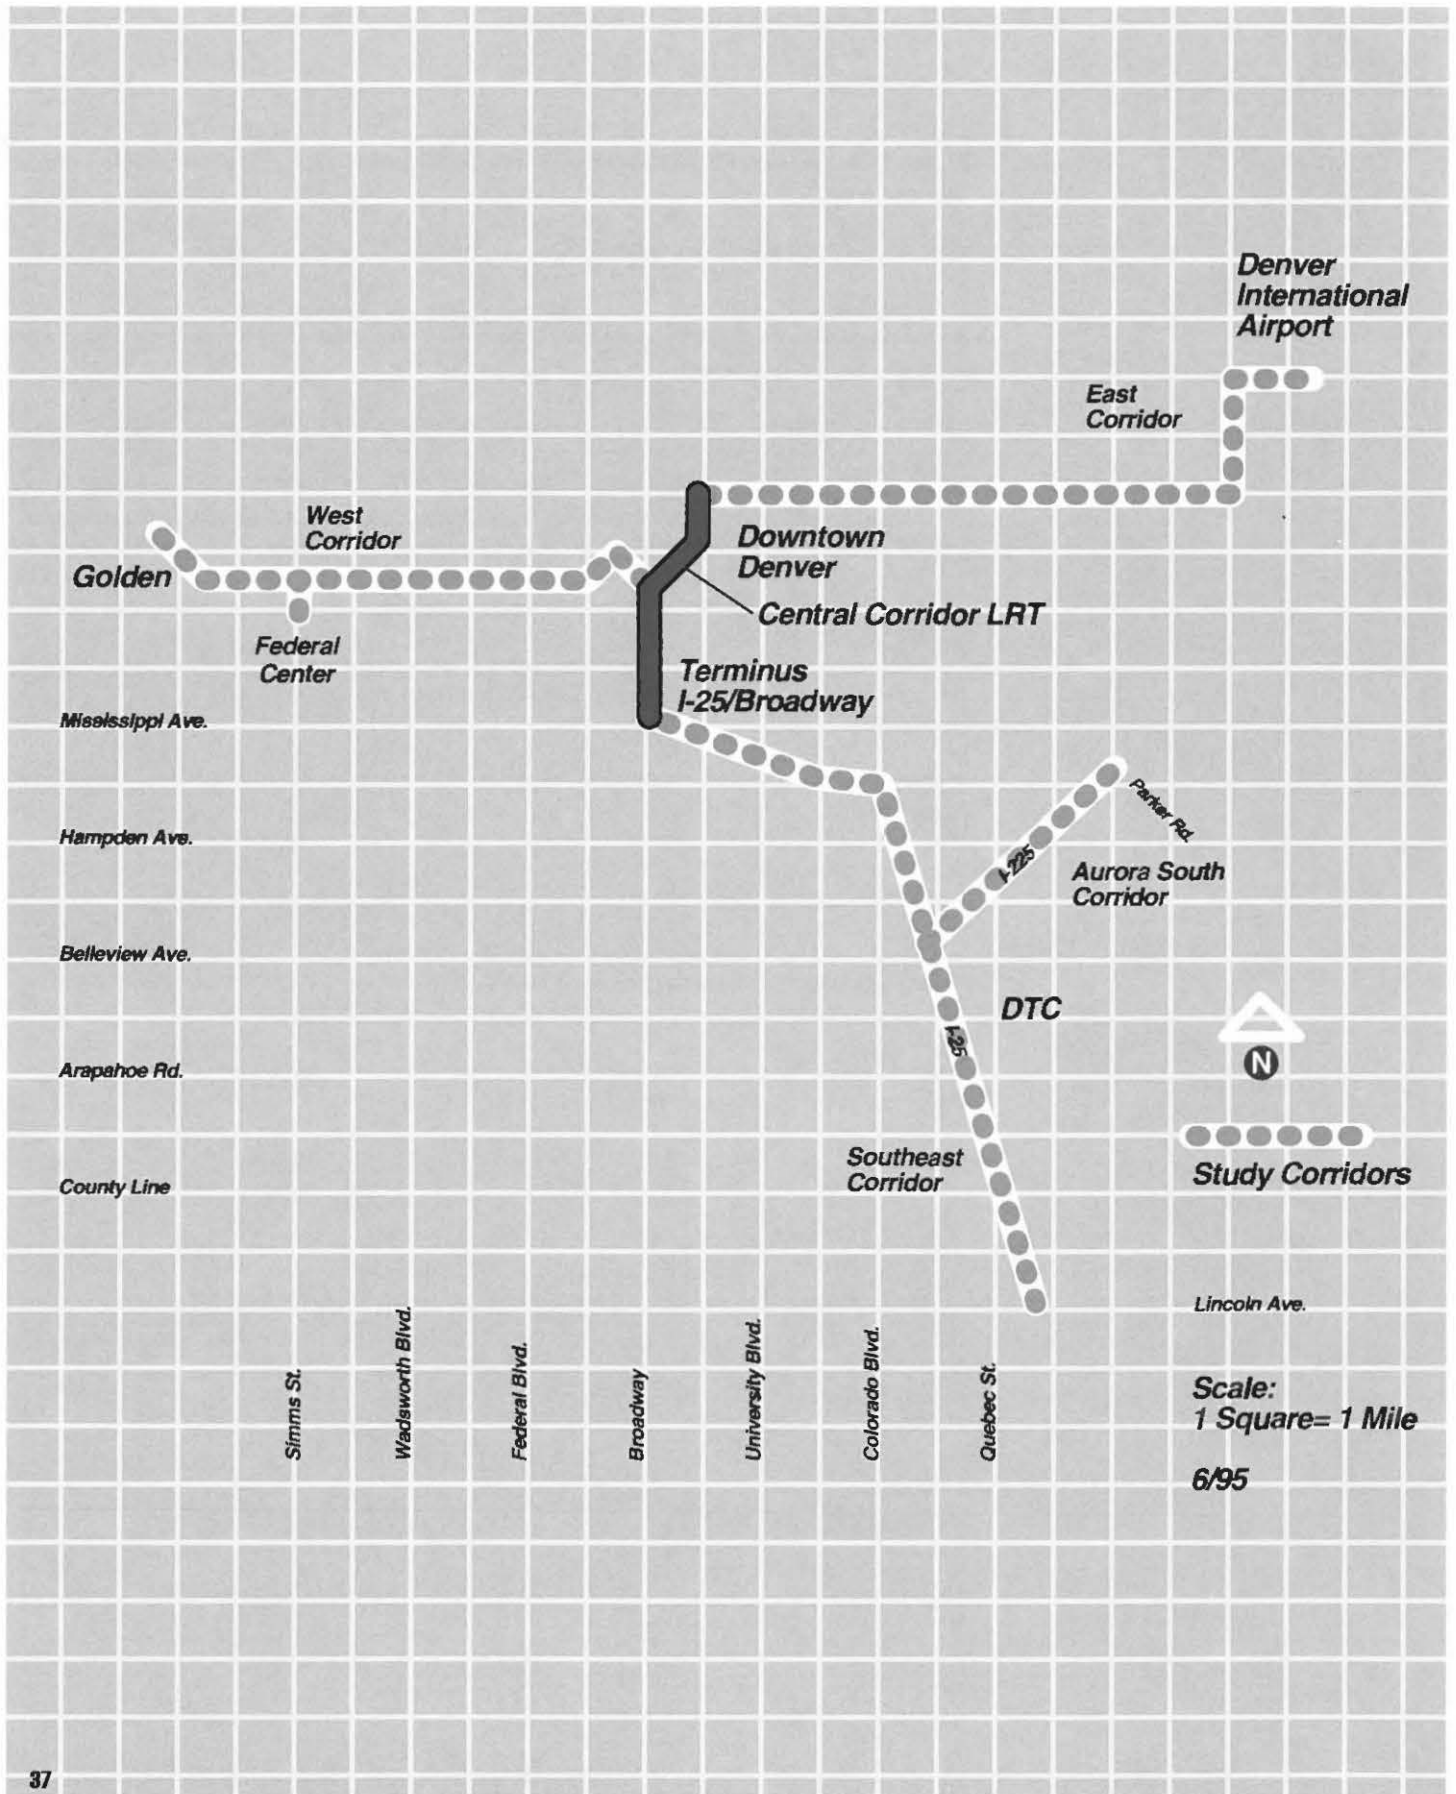 Denver
International
Airport
East
Corridor
West
Corridor
Downtown
Denver
Golden
Central Corridor LRT
Federal
Center
Terminus
I-25/Broadway
Mississippi Ave.
Parker Rd.
Hampden Ave.
I-225
Aurora South
Corridor
Belleview Ave.
DTC
I-25
Arapahoe Rd.
N
Southeast
Corridor
Study Corridors
County Line
Lincoln Ave.
Simms St.
Wadsworth Blvd.
Federal Blvd.
Broadway
University Blvd.
Colorado Blvd.
Quebec St.
Scale:
1 Square= 1 Mile
6/95
37